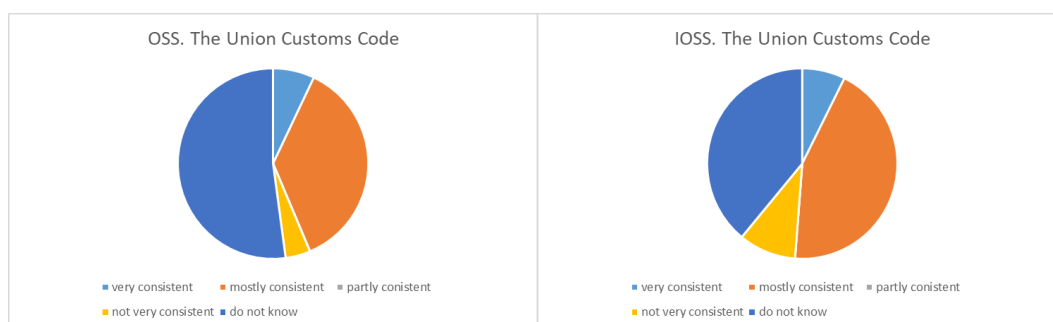 OSS. The Union Customs Code
very consistent mostly consistent partly conistent
not very consistent do not know
IOSS. The Union Customs Code
very consistent mostly consistent partly conistent
not very consistent do not know